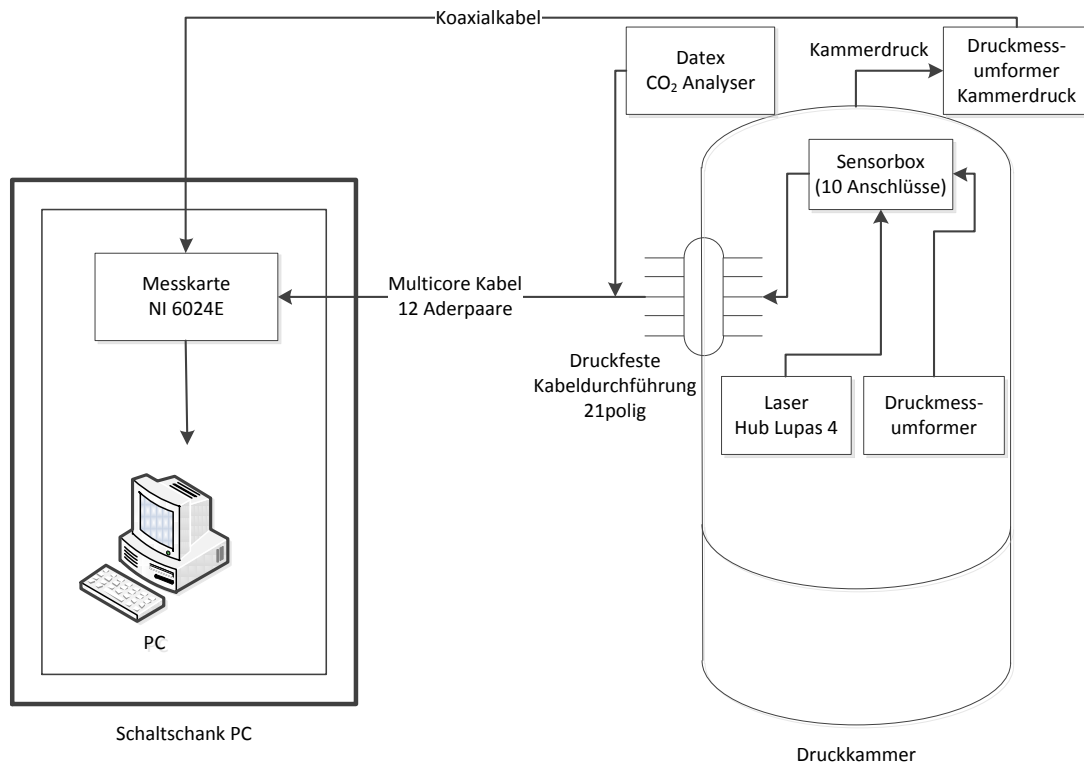 Koaxialkabel
Datex
CO₂ Analyser
Kammerdruck
Druckmess-
umformer
Kammerdruck
Sensorbox
(10 Anschlüsse)
Messkarte
NI 6024E
Multicore Kabel
12 Aderpaare
Druckfeste
Kabeldurchführung
21polig
Laser
Hub Lupas 4
Druckmess-
umformer
PC
Schaltschank PC
Druckkammer